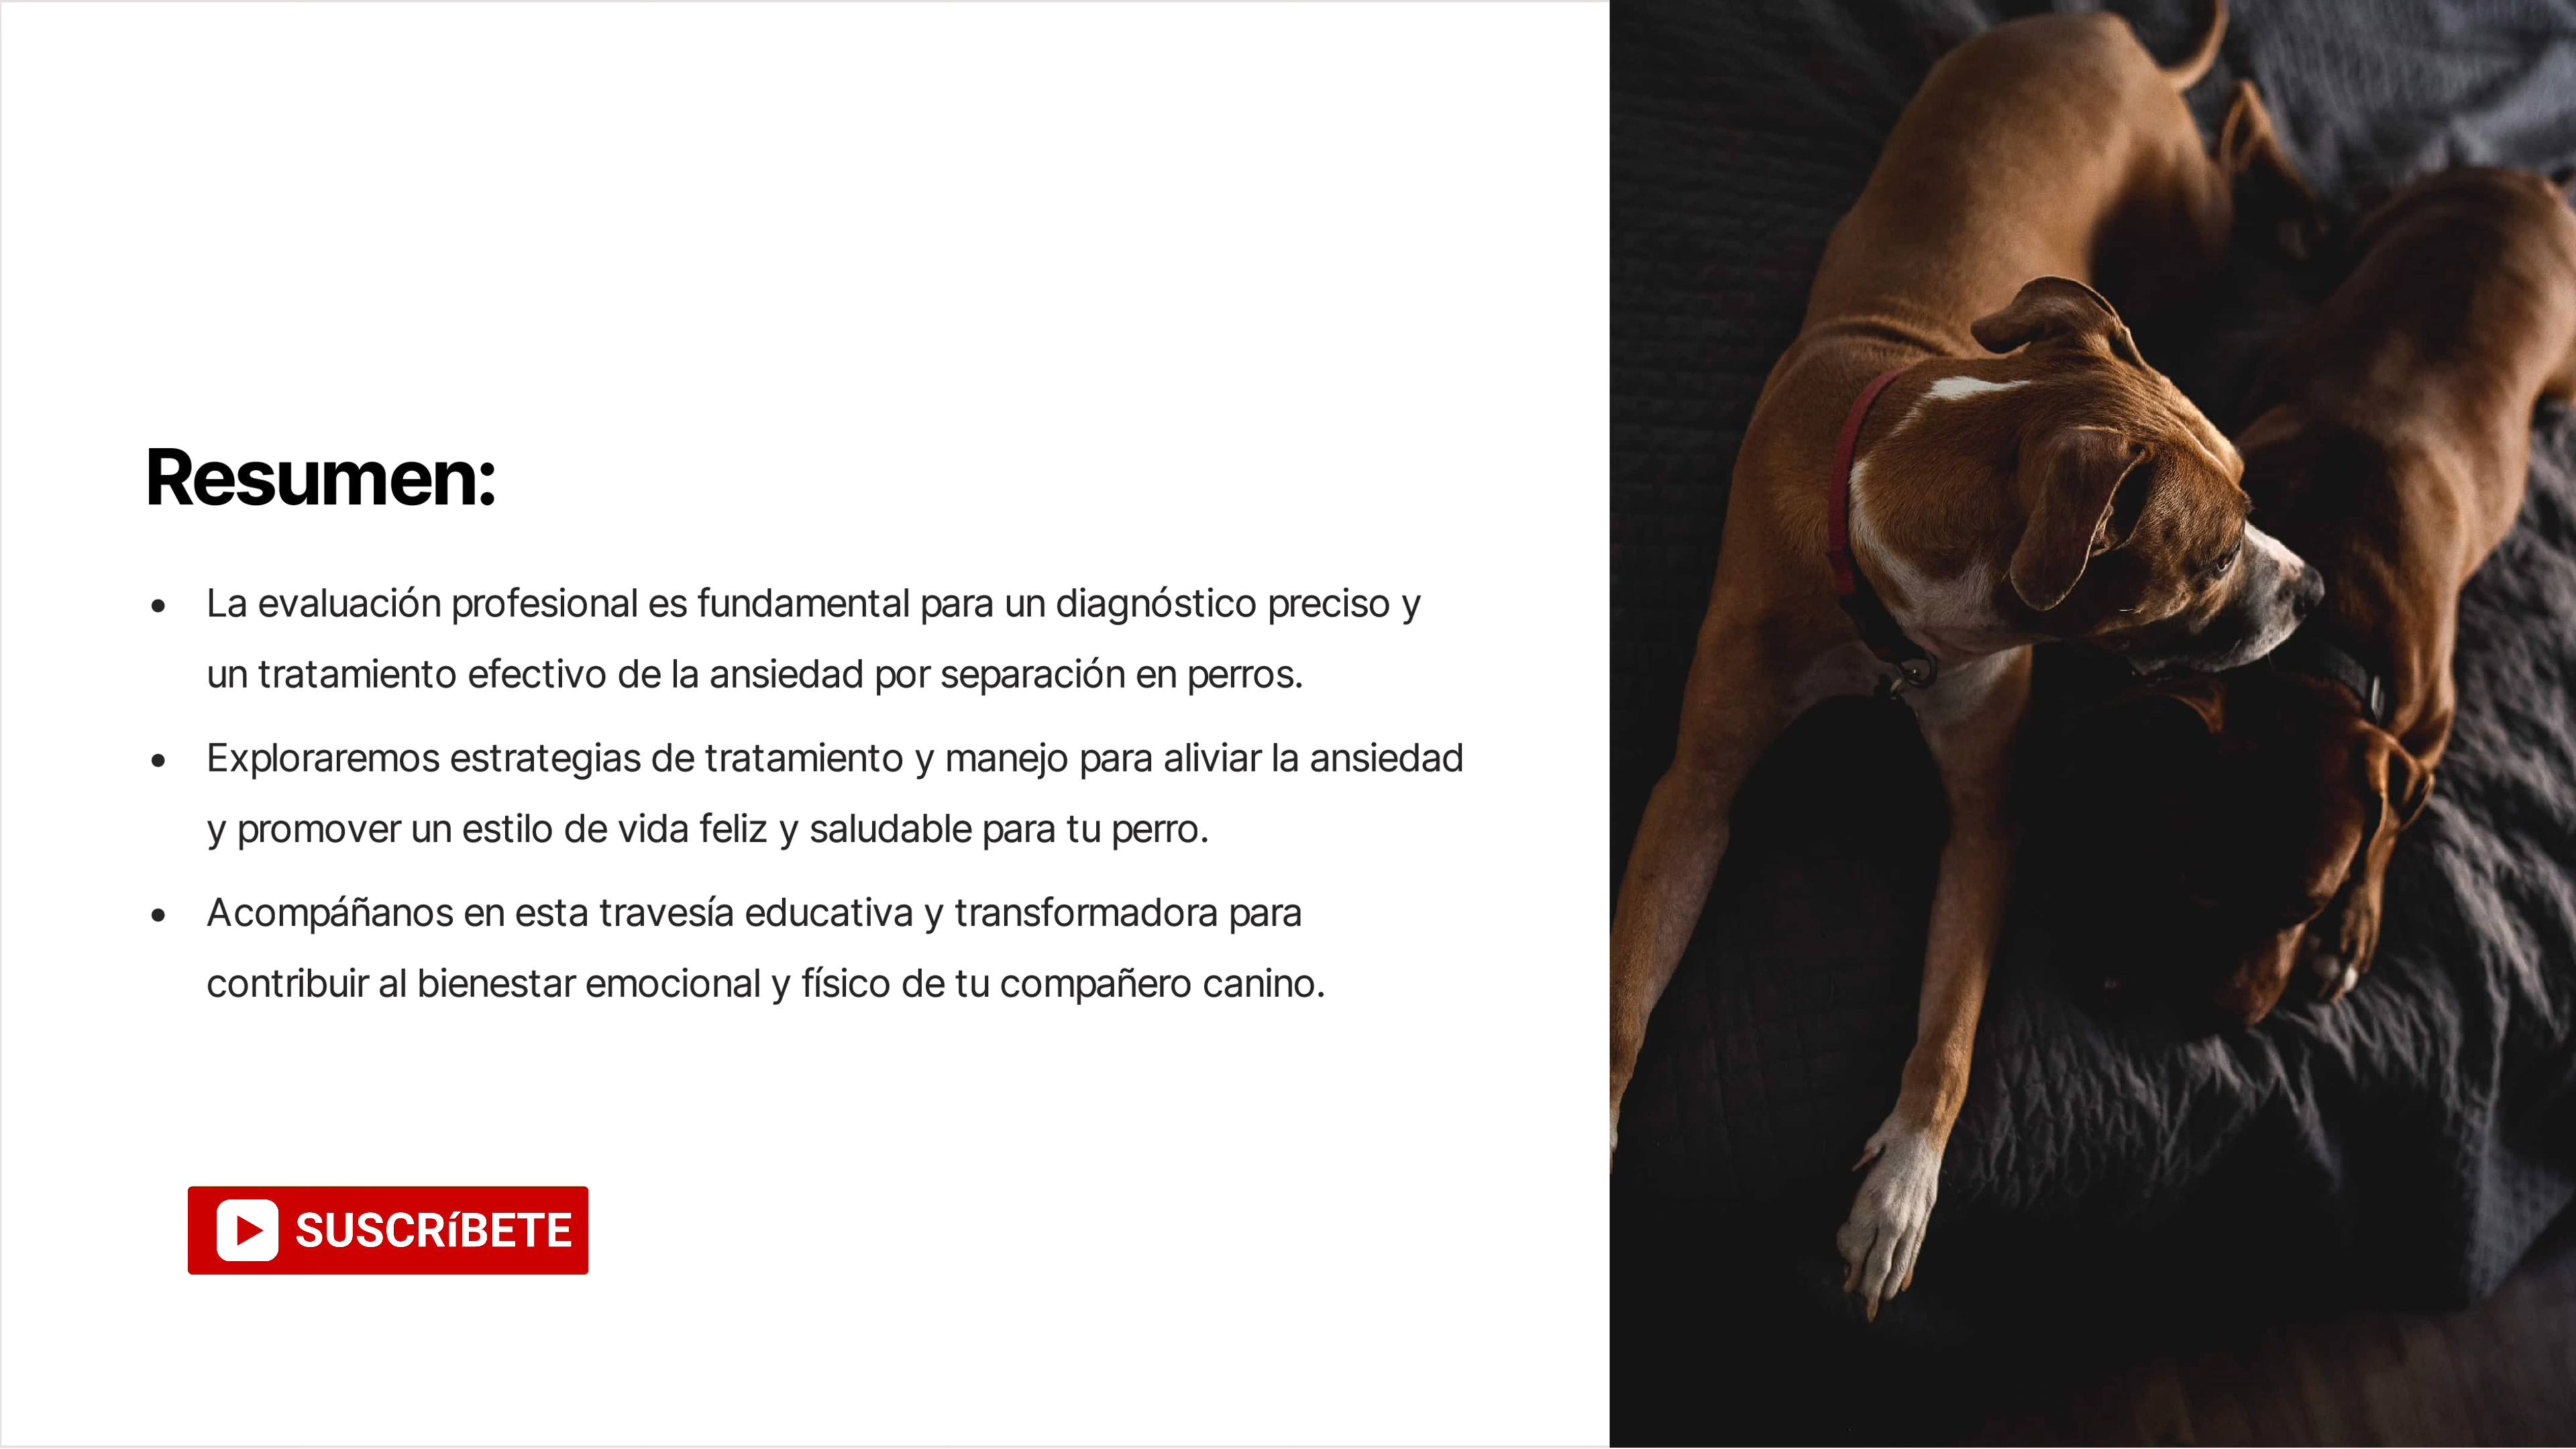 Resumen:
• La evaluación profesional es fundamental para un diagnóstico preciso y
un tratamiento efectivo de la ansiedad por separación en perros.
• Exploraremos estrategias de tratamiento y manejo para aliviar la ansiedad
y promover un estilo de vida feliz y saludable para tu perro.
• Acompáñanos en esta travesía educativa y transformadora para
contribuir al bienestar emocional y físico de tu compañero canino.
SUSCRíBETE